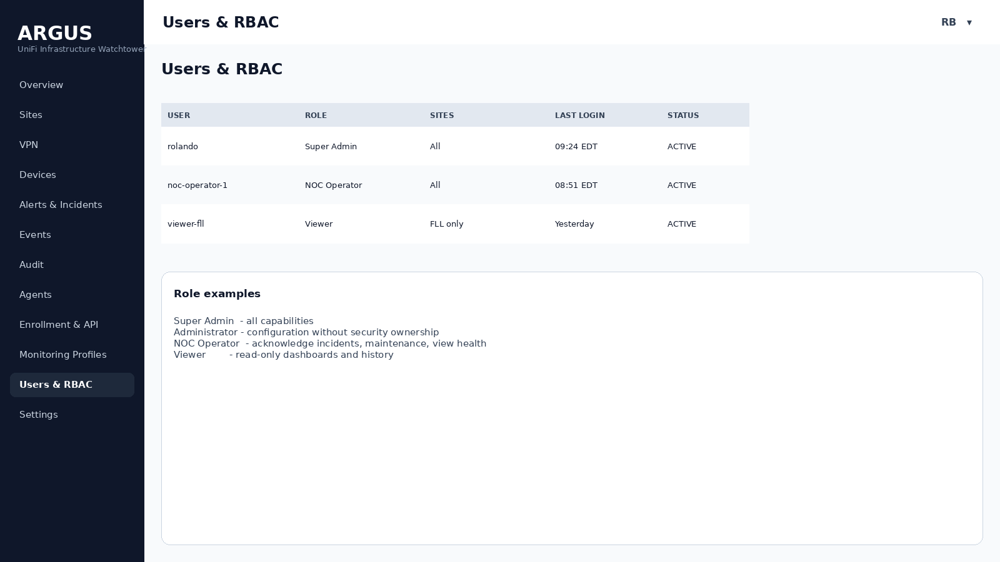 ARGUS
UniFi Infrastructure Watchtower
Overview
Sites
VPN
Devices
Alerts & Incidents
Events
Audit
Agents
Enrollment & API
Monitoring Profiles
Users & RBAC
Settings
Users & RBAC
RB ▼
Users & RBAC
USER ROLE SITES LAST LOGIN STATUS
rolando Super Admin All 09:24 EDT ACTIVE
noc-operator-1 NOC Operator All 08:51 EDT ACTIVE
viewer-fll Viewer FLL only Yesterday ACTIVE
Role examples
Super Admin - all capabilities
Administrator - configuration without security ownership
NOC Operator - acknowledge incidents, maintenance, view health
Viewer - read-only dashboards and history